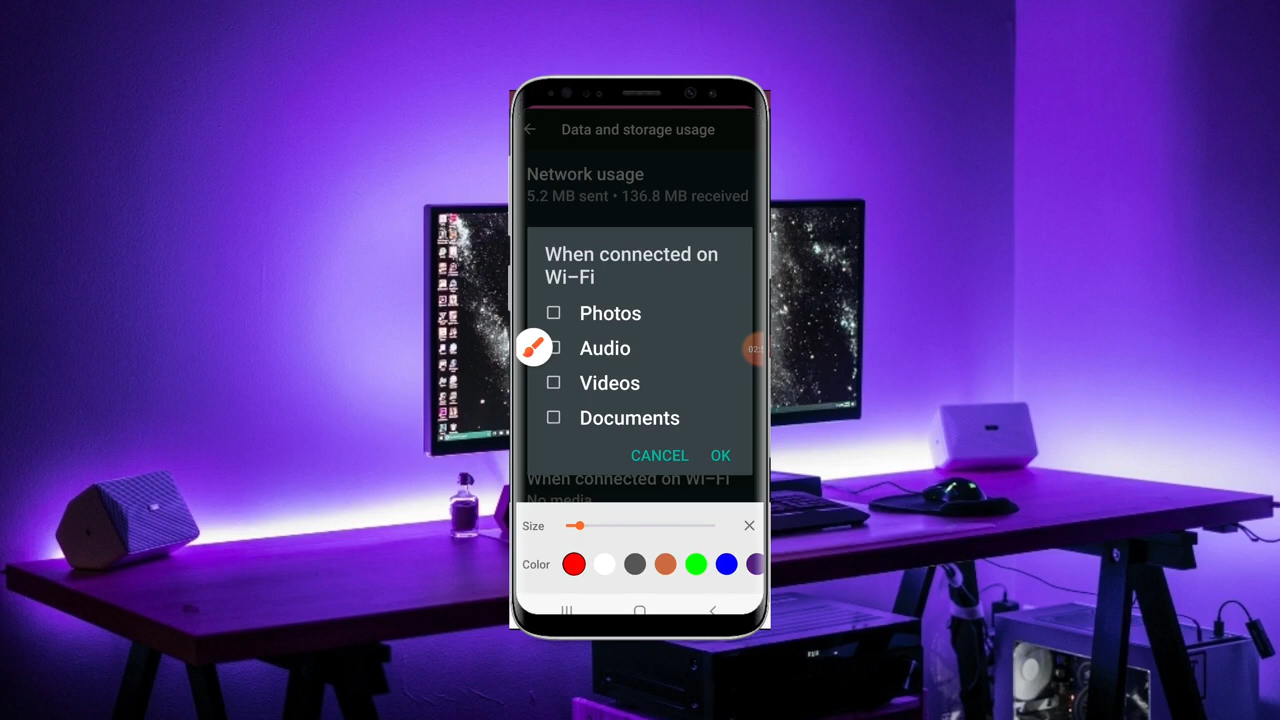 Data and storage usage
Network usage
5.2 MB sent • 136.8 MB received
When connected on
Wi-Fi
Photos
Audio
Videos
Documents
CANCEL OK
When connected on Wi-Fi
No media
Size
Color